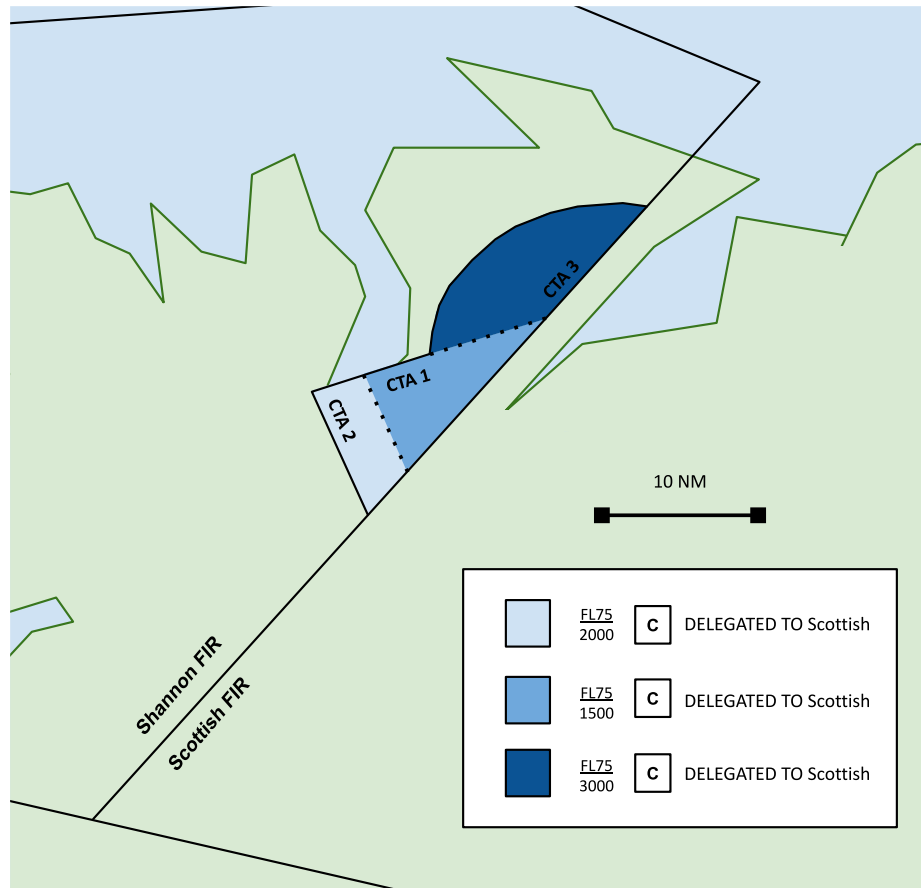 CTA 3
CTA 1
CTA 2
10 NM
Shannon FIR
Scottish FIR
FL75
2000
C
DELEGATED TO Scottish
FL75
1500
C
DELEGATED TO Scottish
FL75
3000
C
DELEGATED TO Scottish